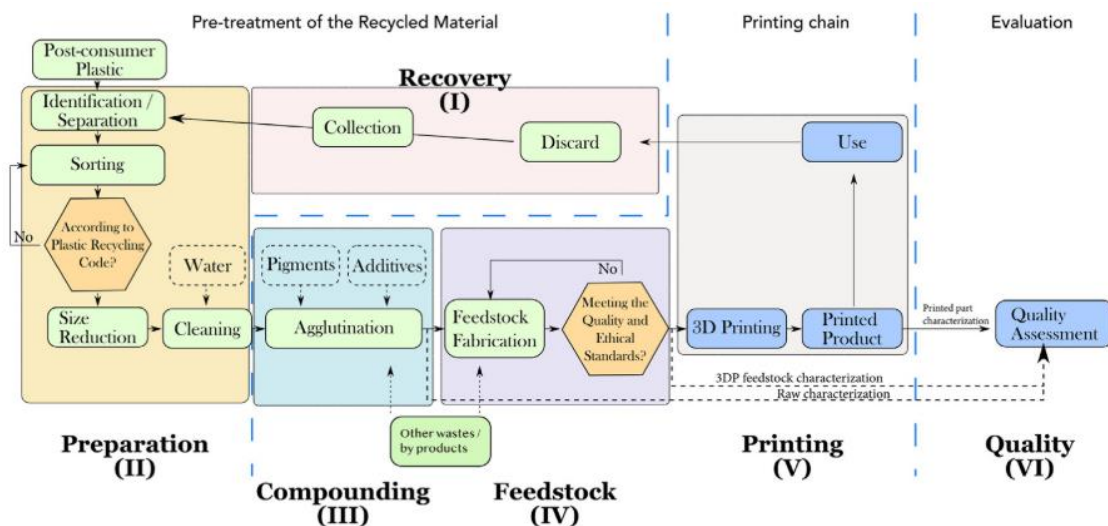 Pre-treatment of the Recycled Material
Printing chain
Evaluation
Post-consumer
Plastic
Recovery
(I)
Identification /
Separation
Collection
Discard
Use
Sorting
No
According to
Plastic Recycling
Code?
Water
Pigments
Additives
No
Size
Reduction
Cleaning
Agglutination
Feedstock
Fabrication
Meeting the
Quality and
Ethical
Standards?
3D Printing
Printed
Product
Printed part
characterization
Quality
Assessment
3DP feedstock characterization
Raw characterization
Other wastes /
by products
Preparation
(II)
Compounding
(III)
Feedstock
(IV)
Printing
(V)
Quality
(VI)